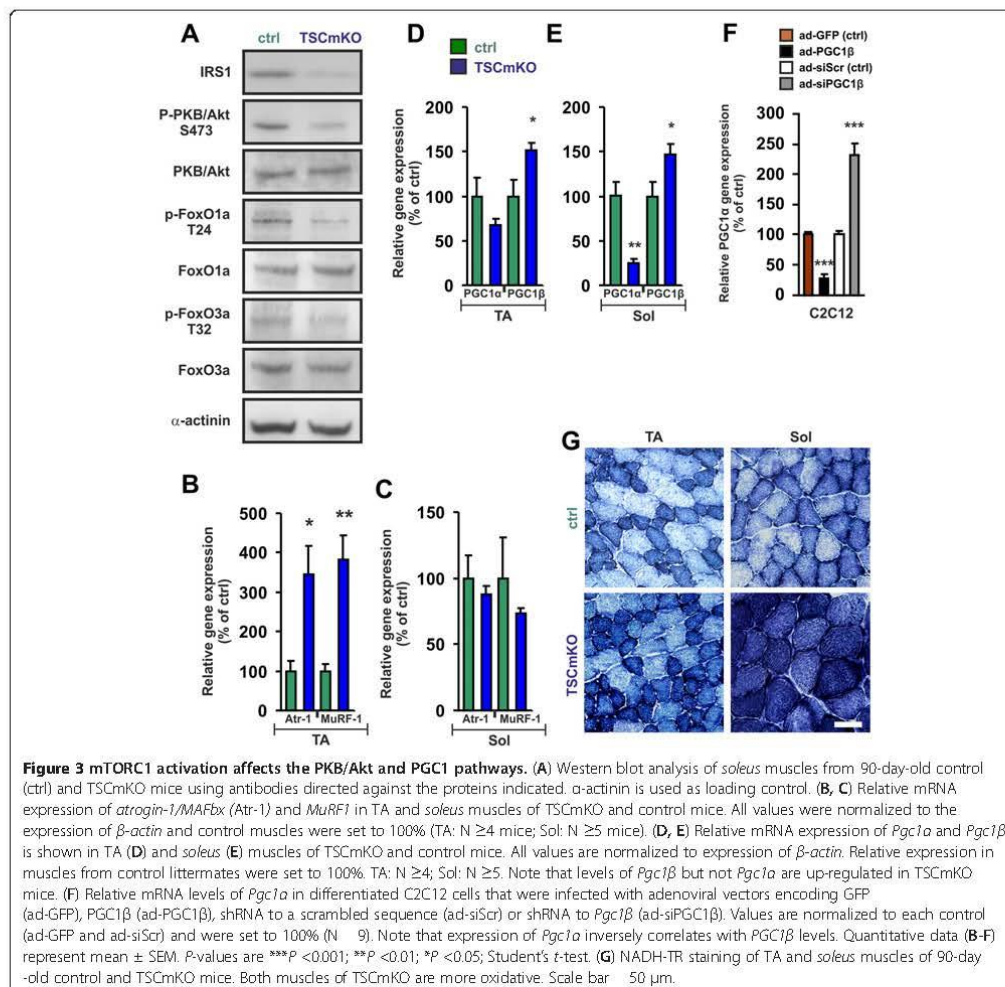 A
ctrl TSCmKO
IRS1
P-PKB/Akt
S473
PKB/Akt
p-FoxO1a
T24
FoxO1a
p-FoxO3a
T32
FoxO3a
α-actinin
D
E
ctrl
TSCmKO
Relative gene expression
(% of ctrl)
200
150
100
50
0
*
PGC1α PGC1β
TA
200
150
100
50
0
**
*
PGC1α PGC1β
Sol
F
ad-GFP (ctrl)
ad-PGC1β
ad-siScr (ctrl)
ad-siPGC1β
Relative PGC1α gene expression
(% of ctrl)
300
250
200
150
100
50
0
***
***
C2C12
B
Relative gene expression
(% of ctrl)
500
400
300
200
100
0
*
**
Atr-1 MuRF-1
TA
C
Relative gene expression
(% of ctrl)
150
100
50
0
Atr-1 MuRF-1
Sol
G
TA Sol
ctrl
TSCmKO
Figure 3 mTORC1 activation affects the PKB/Akt and PGC1 pathways. (A) Western blot analysis of soleus muscles from 90-day-old control
(ctrl) and TSCmKO mice using antibodies directed against the proteins indicated. α-actinin is used as loading control. (B, C) Relative mRNA
expression of atrogin-1/MAFbx (Atr-1) and MuRF1 in TA and soleus muscles of TSCmKO and control mice. All values were normalized to the
expression of β-actin and control muscles were set to 100% (TA: N ≥4 mice; Sol: N ≥5 mice). (D, E) Relative mRNA expression of Pgc1α and Pgc1β
is shown in TA (D) and soleus (E) muscles of TSCmKO and control mice. All values are normalized to expression of β-actin. Relative expression in
muscles from control littermates were set to 100%. TA: N ≥4; Sol: N ≥5. Note that levels of Pgc1β but not Pgc1α are up-regulated in TSCmKO
mice. (F) Relative mRNA levels of Pgc1α in differentiated C2C12 cells that were infected with adenoviral vectors encoding GFP
(ad-GFP), PGC1β (ad-PGC1β), shRNA to a scrambled sequence (ad-siScr) or shRNA to Pgc1β (ad-siPGC1β). Values are normalized to each control
(ad-GFP and ad-siScr) and were set to 100% (N 9). Note that expression of Pgc1α inversely correlates with PGC1β levels. Quantitative data (B-F)
represent mean ± SEM. P-values are ***P <0.001; **P <0.01; *P <0.05; Student's t-test. (G) NADH-TR staining of TA and soleus muscles of 90-day
-old control and TSCmKO mice. Both muscles of TSCmKO are more oxidative. Scale bar 50 µm.